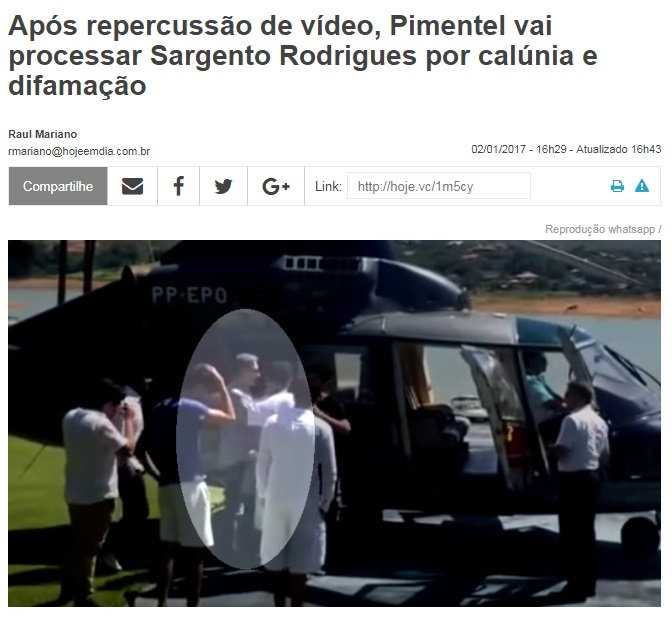 Após repercussão de vídeo, Pimentel vai
processar Sargento Rodrigues por calúnia e
difamação
Raul Mariano
rmariano@hojeemdia.com.br
02/01/2017 - 16h29 - Atualizado 16h43
Compartilhe
Link: http://hoje.vc/1m5cy
Reprodução whatsapp /
PP-EPO